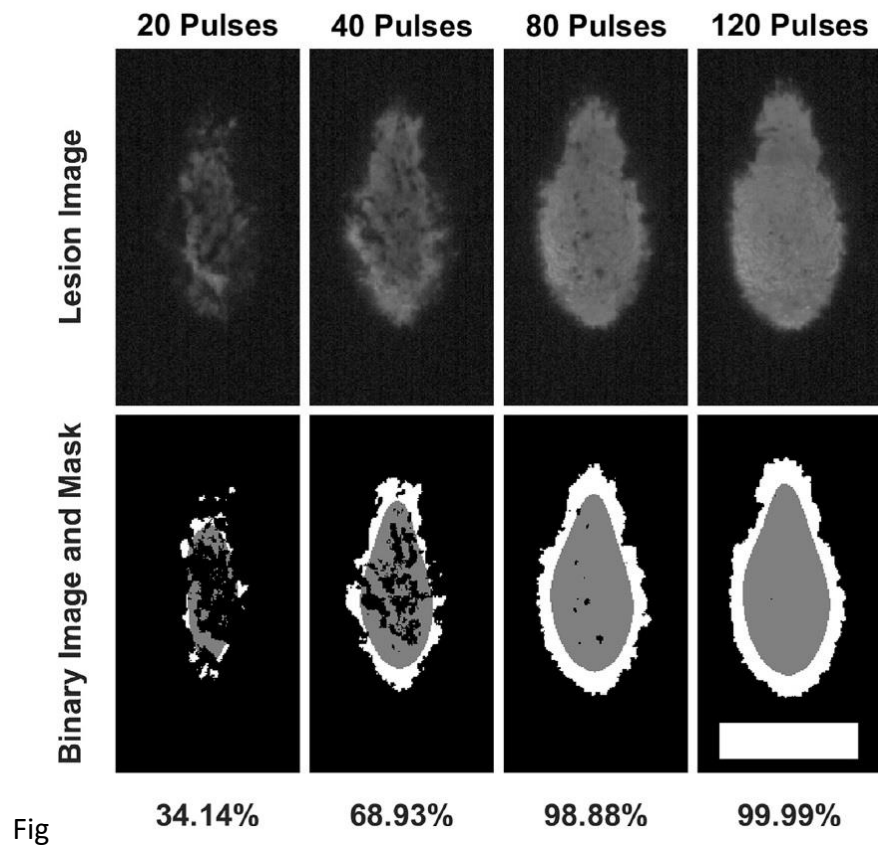 20 Pulses 40 Pulses 80 Pulses 120 Pulses
Lesion Image
Binary Image and Mask
34.14% 68.93% 98.88% 99.99%
Fig